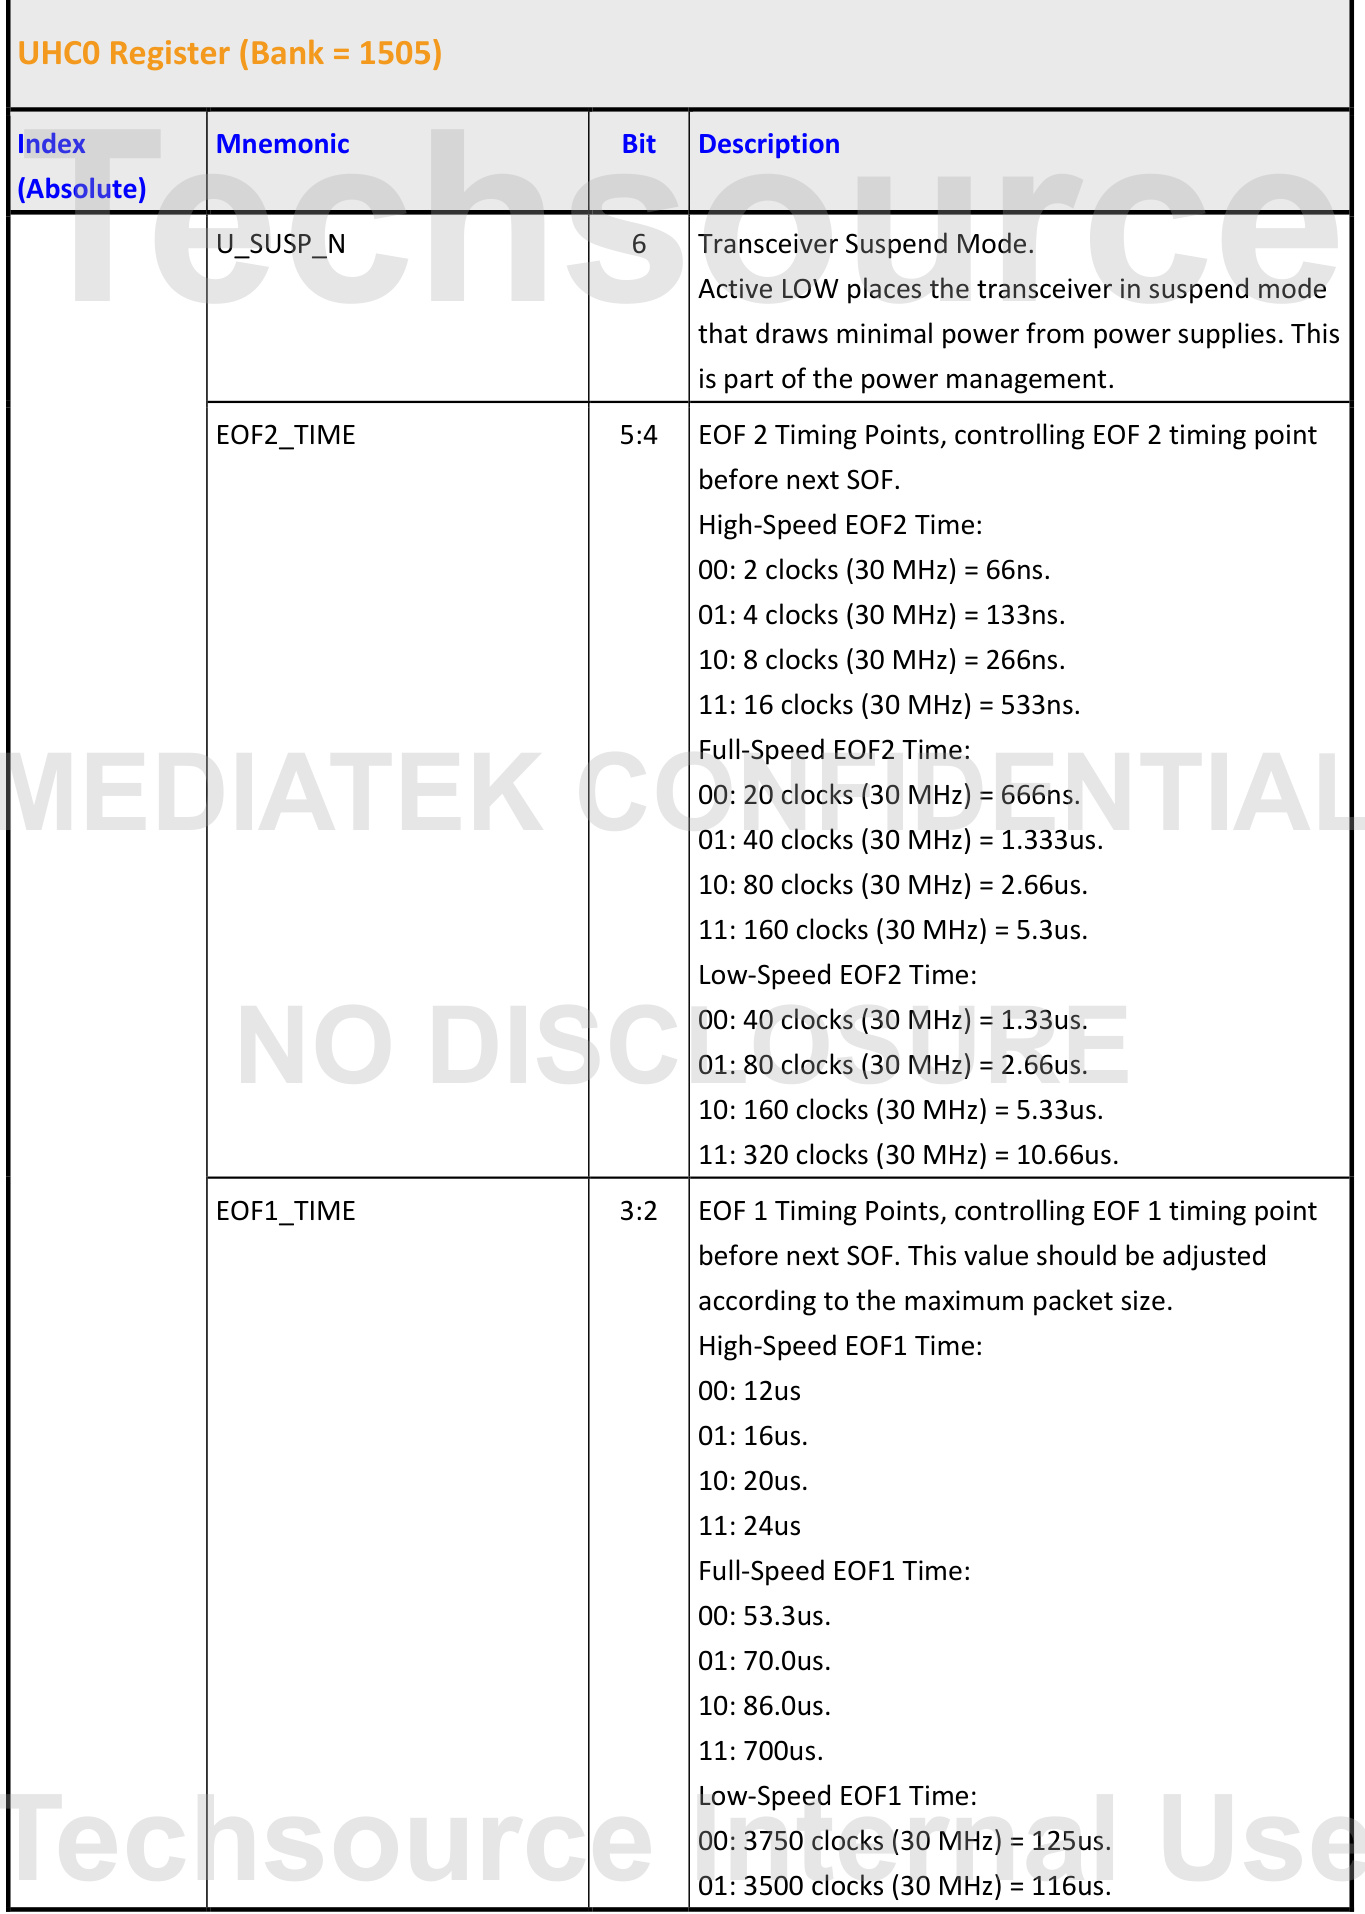 UHC0 Register (Bank = 1505)
Index
(Absolute)
Mnemonic
Bit
Description
U_SUSP_N
6
Transceiver Suspend Mode.
Active LOW places the transceiver in suspend mode
that draws minimal power from power supplies. This
is part of the power management.
EOF2_TIME
5:4
EOF 2 Timing Points, controlling EOF 2 timing point
before next SOF.
High-Speed EOF2 Time:
00: 2 clocks (30 MHz) = 66ns.
01: 4 clocks (30 MHz) = 133ns.
10: 8 clocks (30 MHz) = 266ns.
11: 16 clocks (30 MHz) = 533ns.
Full-Speed EOF2 Time:
00: 20 clocks (30 MHz) = 666ns.
01: 40 clocks (30 MHz) = 1.333us.
10: 80 clocks (30 MHz) = 2.66us.
11: 160 clocks (30 MHz) = 5.3us.
Low-Speed EOF2 Time:
00: 40 clocks (30 MHz) = 1.33us.
01: 80 clocks (30 MHz) = 2.66us.
10: 160 clocks (30 MHz) = 5.33us.
11: 320 clocks (30 MHz) = 10.66us.
EOF1_TIME
3:2
EOF 1 Timing Points, controlling EOF 1 timing point
before next SOF. This value should be adjusted
according to the maximum packet size.
High-Speed EOF1 Time:
00: 12us
01: 16us.
10: 20us.
11: 24us
Full-Speed EOF1 Time:
00: 53.3us.
01: 70.0us.
10: 86.0us.
11: 700us.
Low-Speed EOF1 Time:
00: 3750 clocks (30 MHz) = 125us.
01: 3500 clocks (30 MHz) = 116us.
Techsource
MEDIATEK CONFIDENTIAL
NO DISCLOSURE
Techsource Internal Use